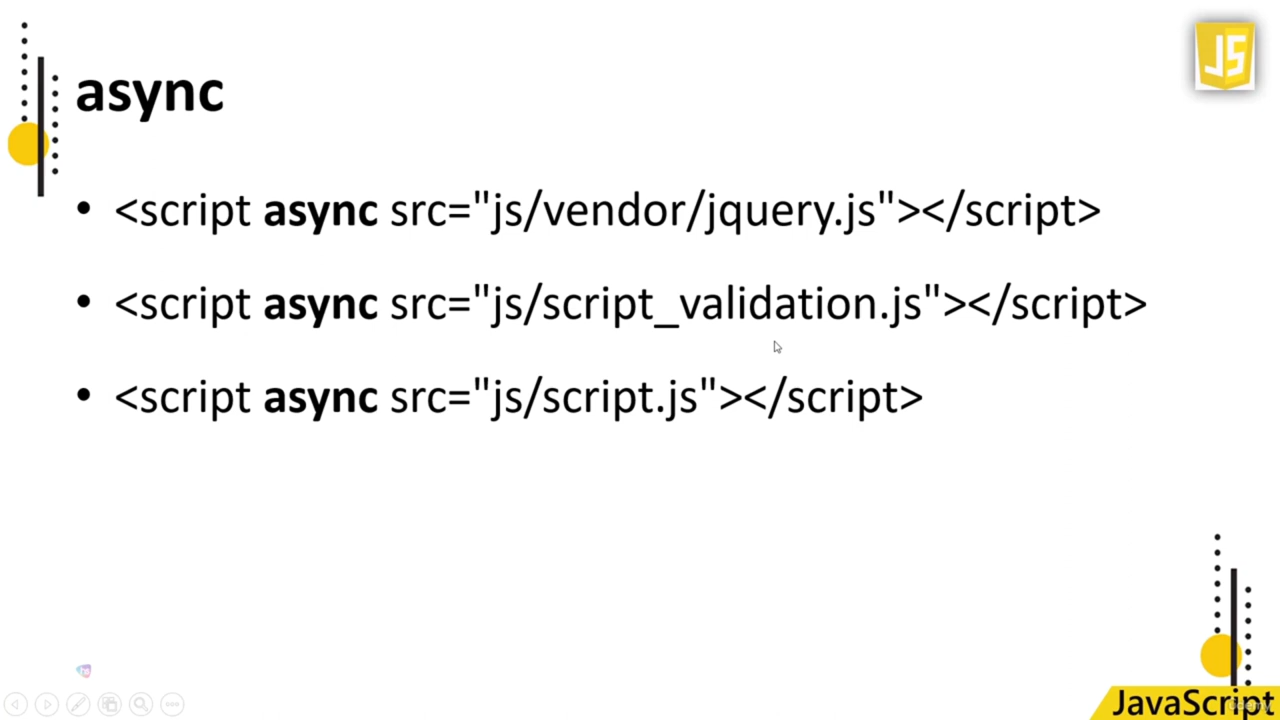 JS
async
• <script async src="js/vendor/jquery.js"></script>
• <script async src="js/script_validation.js"></script>
• <script async src="js/script.js"></script>
JavaScript
Udemy